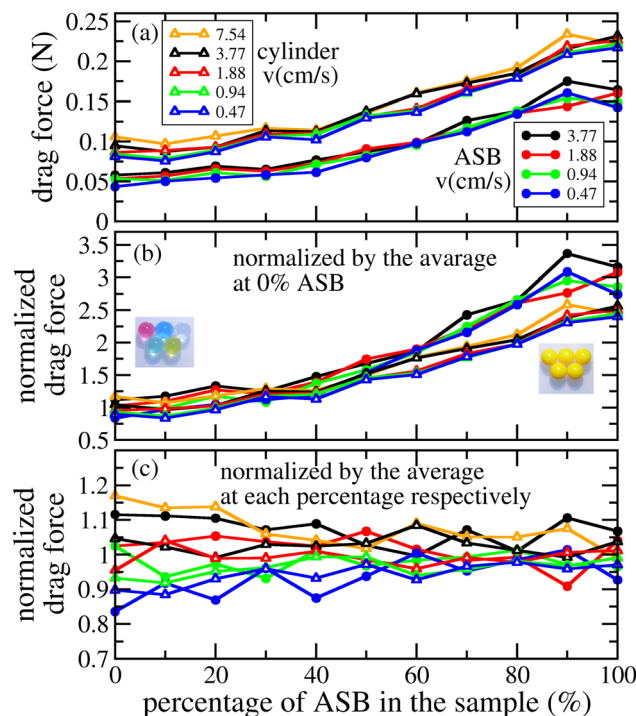 (a)
7.54
3.77
1.88
0.94
0.47
cylinder
v(cm/s)
ASB
v(cm/s)
3.77
1.88
0.94
0.47
drag force (N)
0.25
0.2
0.15
0.1
0.05
0
(b)
normalized by the avarage
at 0% ASB
normalized
drag force
3.5
3
2.5
2
1.5
1
0.5
(c)
normalized by the average
at each percentage respectively
normalized
drag force
1.2
1.1
1
0.9
0.8
0.7
0 20 40 60 80 100
percentage of ASB in the sample (%)